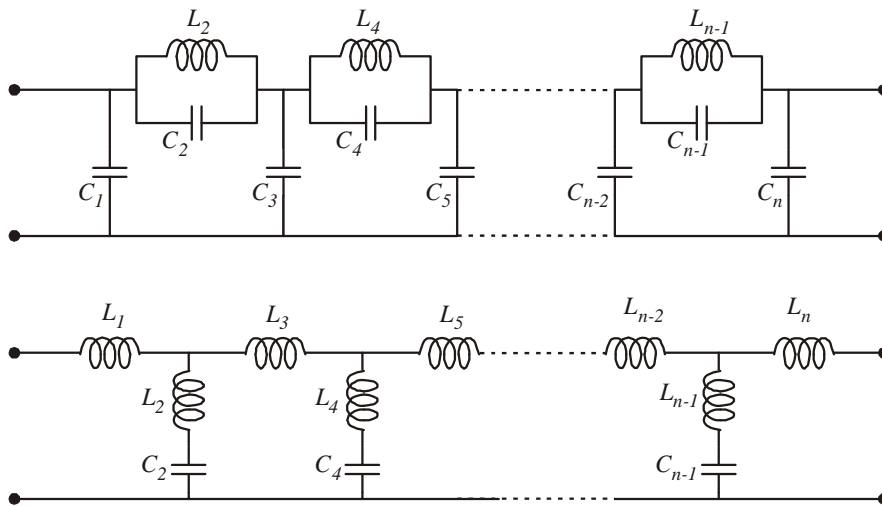 L2 L4 Ln-1
C2 C4 Cn-1
C1 C3 C5 Cn-2 Cn
L1 L3 L5 Ln-2 Ln
L2 L4 Ln-1
C2 C4 Cn-1